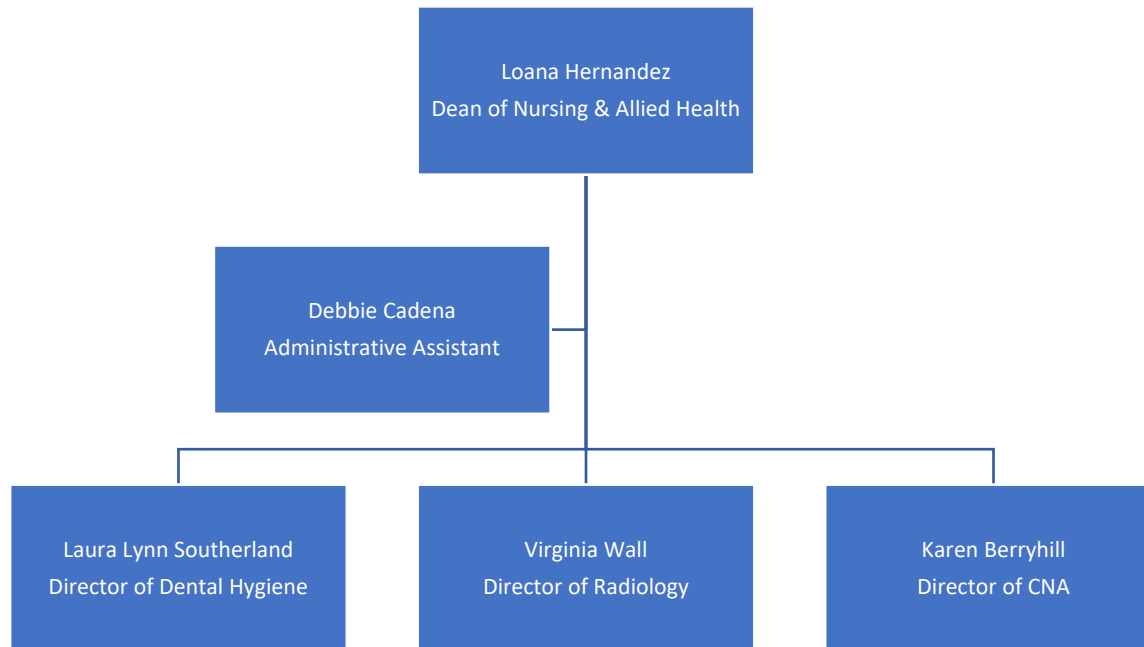 Loana Hernandez
Dean of Nursing & Allied Health
Debbie Cadena
Administrative Assistant
Laura Lynn Southerland
Director of Dental Hygiene
Virginia Wall
Director of Radiology
Karen Berryhill
Director of CNA